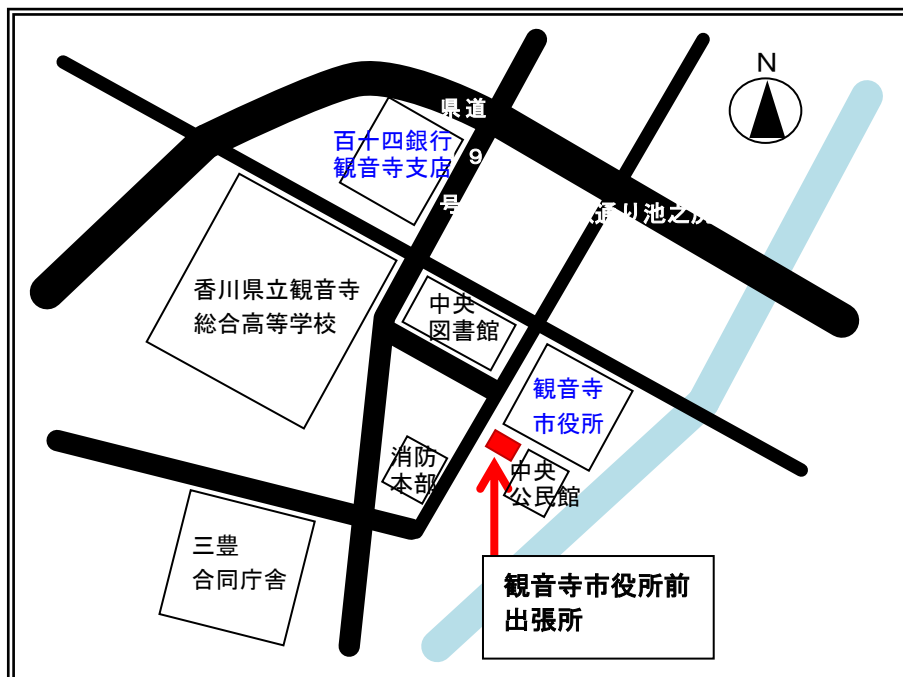 N
県道
9
号
通り池之
百十四銀行
観音寺支店
香川県立観音寺
総合高等学校
中央
図書館
観音寺
市役所
消防
本部
中央
公民館
三豊
合同庁舎
観音寺市役所前
出張所